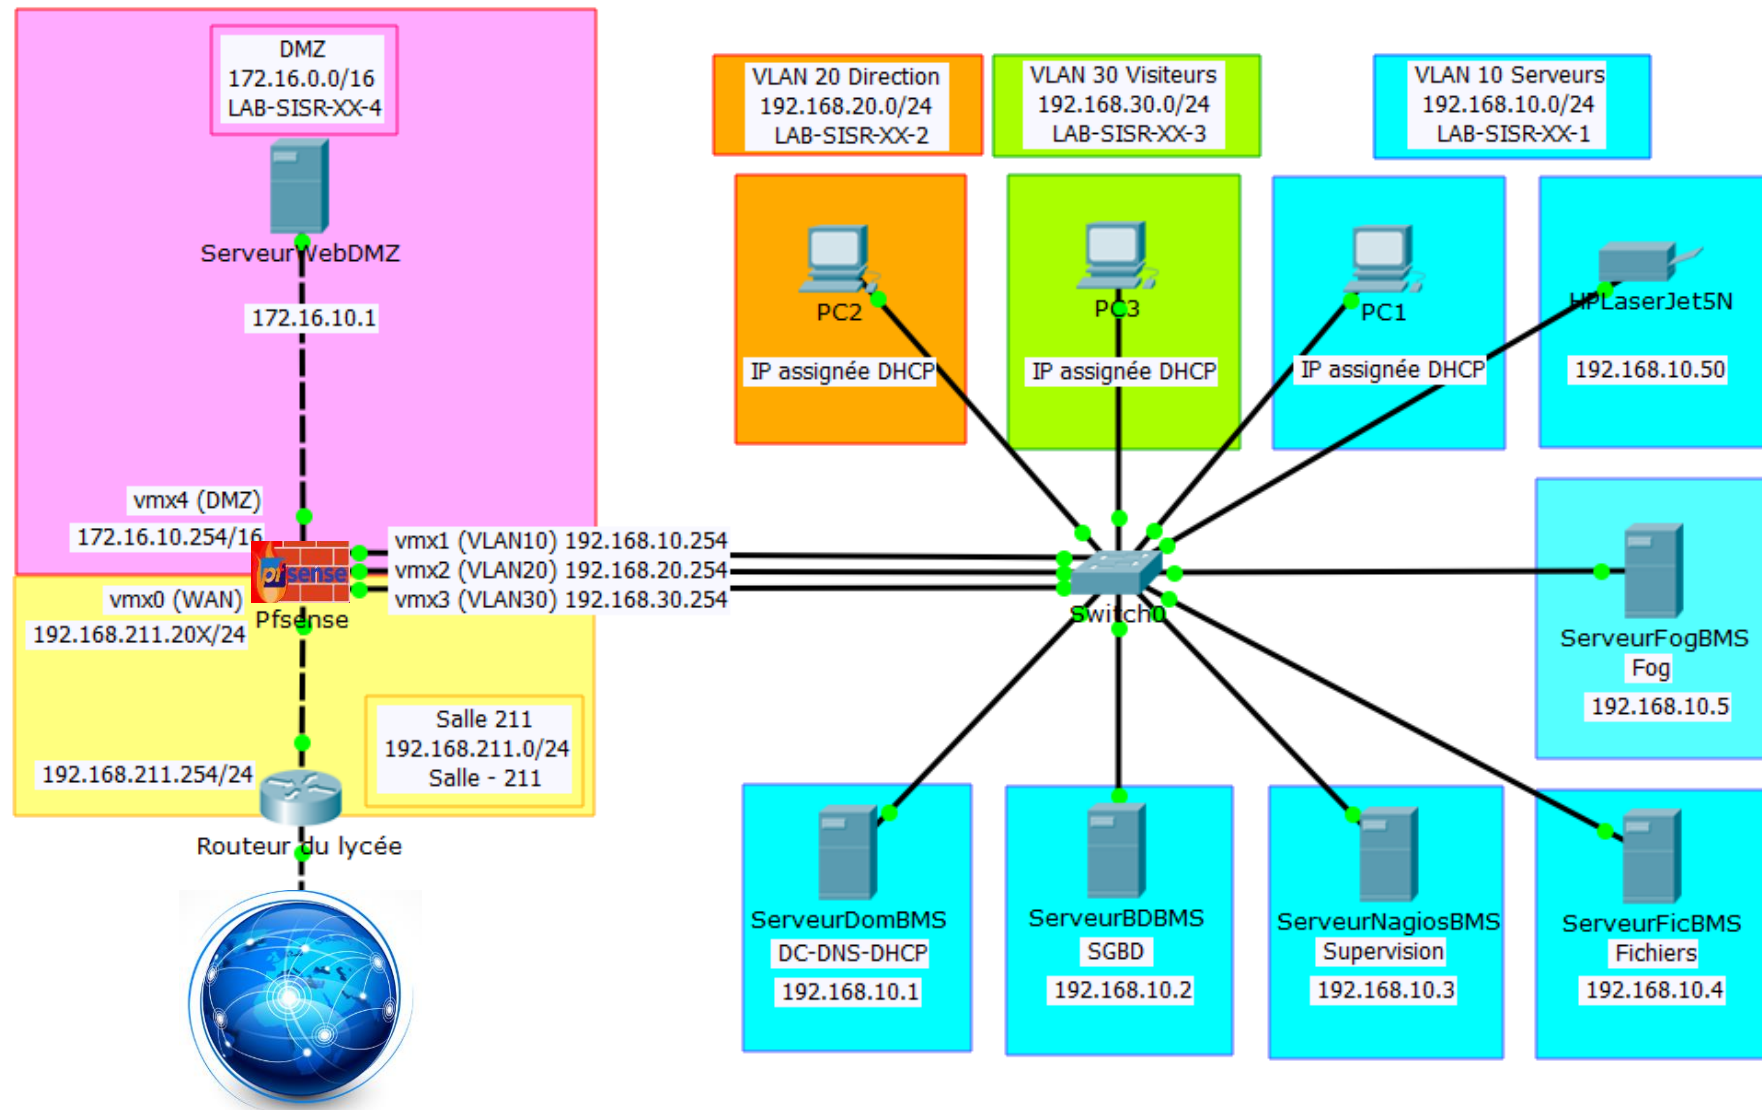 DMZ
172.16.0.0/16
LAB-SISR-XX-4
ServeurWebDMZ
172.16.10.1
vmx4 (DMZ)
172.16.10.254/16
pfsense
Pfsense
vmx0 (WAN)
192.168.211.20X/24
vmx1 (VLAN10) 192.168.10.254
vmx2 (VLAN20) 192.168.20.254
vmx3 (VLAN30) 192.168.30.254
Salle 211
192.168.211.0/24
Salle - 211
192.168.211.254/24
Routeur du lycée
VLAN 20 Direction
192.168.20.0/24
LAB-SISR-XX-2
VLAN 30 Visiteurs
192.168.30.0/24
LAB-SISR-XX-3
VLAN 10 Serveurs
192.168.10.0/24
LAB-SISR-XX-1
PC2
IP assignée DHCP
PC3
IP assignée DHCP
PC1
IP assignée DHCP
HPLaserJet5N
192.168.10.50
Switch0
ServeurFogBMS
Fog
192.168.10.5
ServeurDomBMS
DC-DNS-DHCP
192.168.10.1
ServeurBDBMS
SGBD
192.168.10.2
ServeurNagiosBMS
Supervision
192.168.10.3
ServeurFicBMS
Fichiers
192.168.10.4